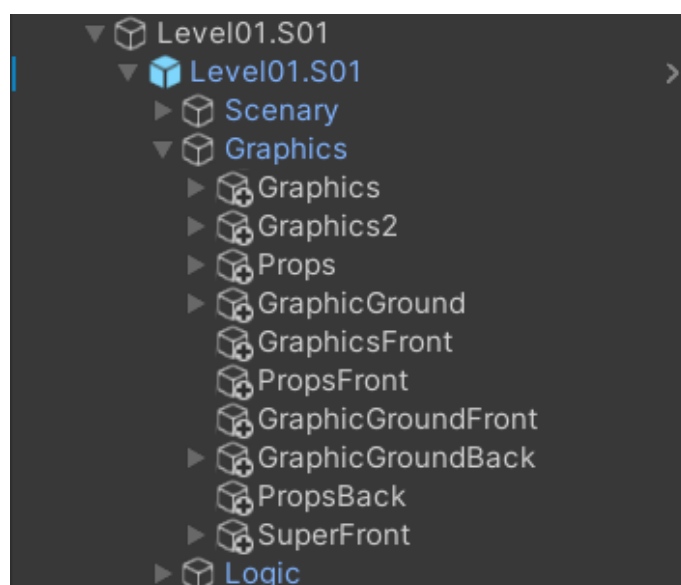 Level01.S01
Level01.S01
Scenary
Graphics
Graphics
Graphics2
Props
GraphicGround
GraphicsFront
PropsFront
GraphicGroundFront
GraphicGroundBack
PropsBack
SuperFront
Logic